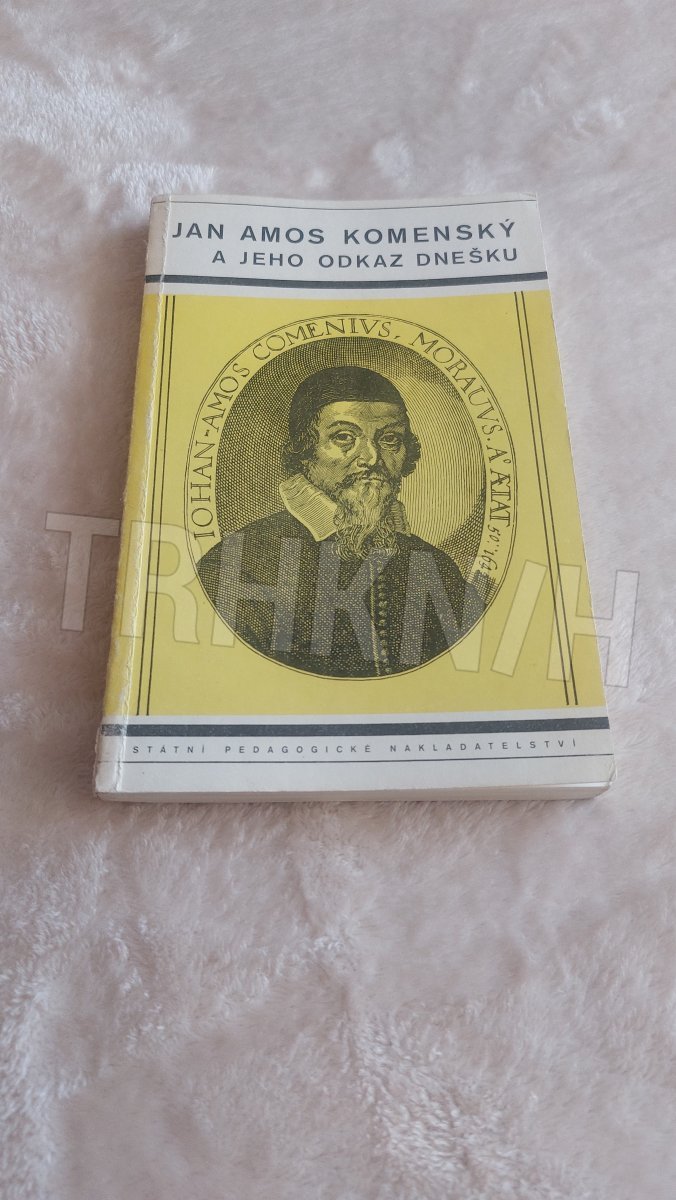 JAN AMOS KOMENSKÝ
A JEHO ODKAZ DNEŠKU
IOHAN-AMOS COMENIVS, MORAVVS. A° ÆTAT
STÁTNÍ PEDAGOGICKÉ NAKLADATELSTVÍ
TRHKNIH